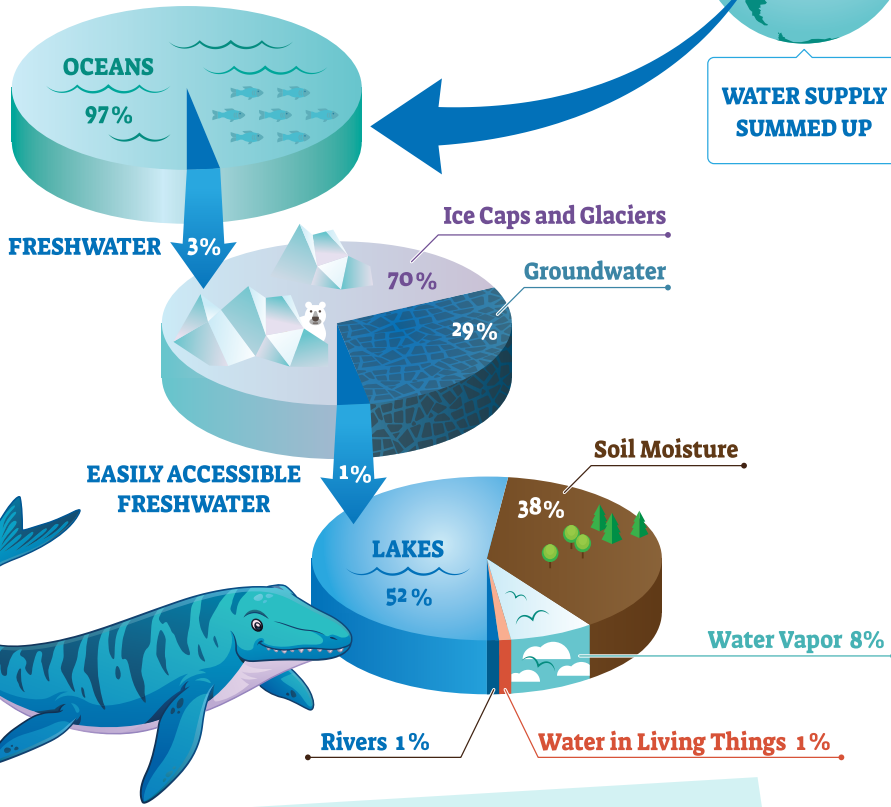 WATER SUPPLY
SUMMED UP
OCEANS
97%
FRESHWATER
3%
Ice Caps and Glaciers
70%
Groundwater
29%
EASILY ACCESSIBLE
FRESHWATER
1%
Soil Moisture
38%
LAKES
52%
Water Vapor 8%
Rivers 1%
Water in Living Things 1%